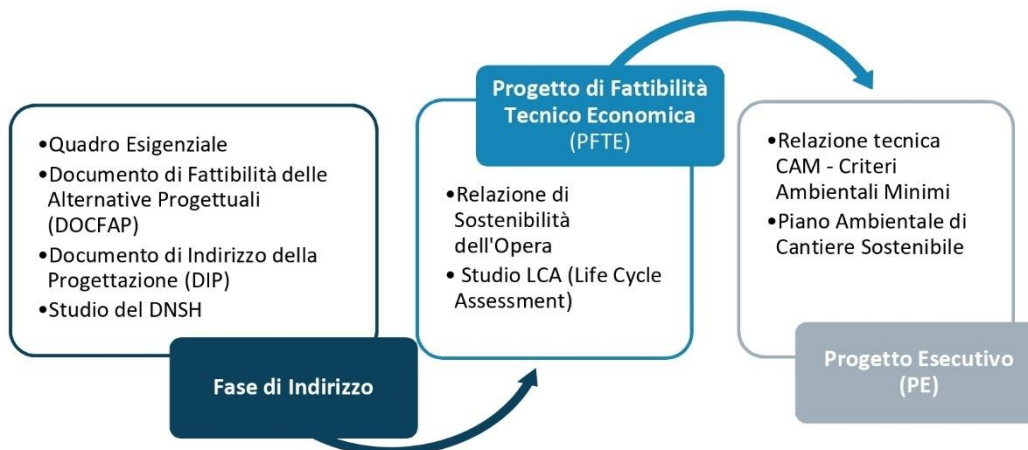 •Quadro Esigenziale
•Documento di Fattibilità delle
Alternative Progettuali
(DOCFAP)
•Documento di Indirizzo della
Progettazione (DIP)
•Studio del DNSH
Fase di Indirizzo
Progetto di Fattibilità
Tecnico Economica
(PFTE)
•Relazione di
Sostenibilità
dell'Opera
• Studio LCA (Life Cycle
Assessment)
•Relazione tecnica
CAM - Criteri
Ambientali Minimi
•Piano Ambientale di
Cantiere Sostenibile
Progetto Esecutivo
(PE)